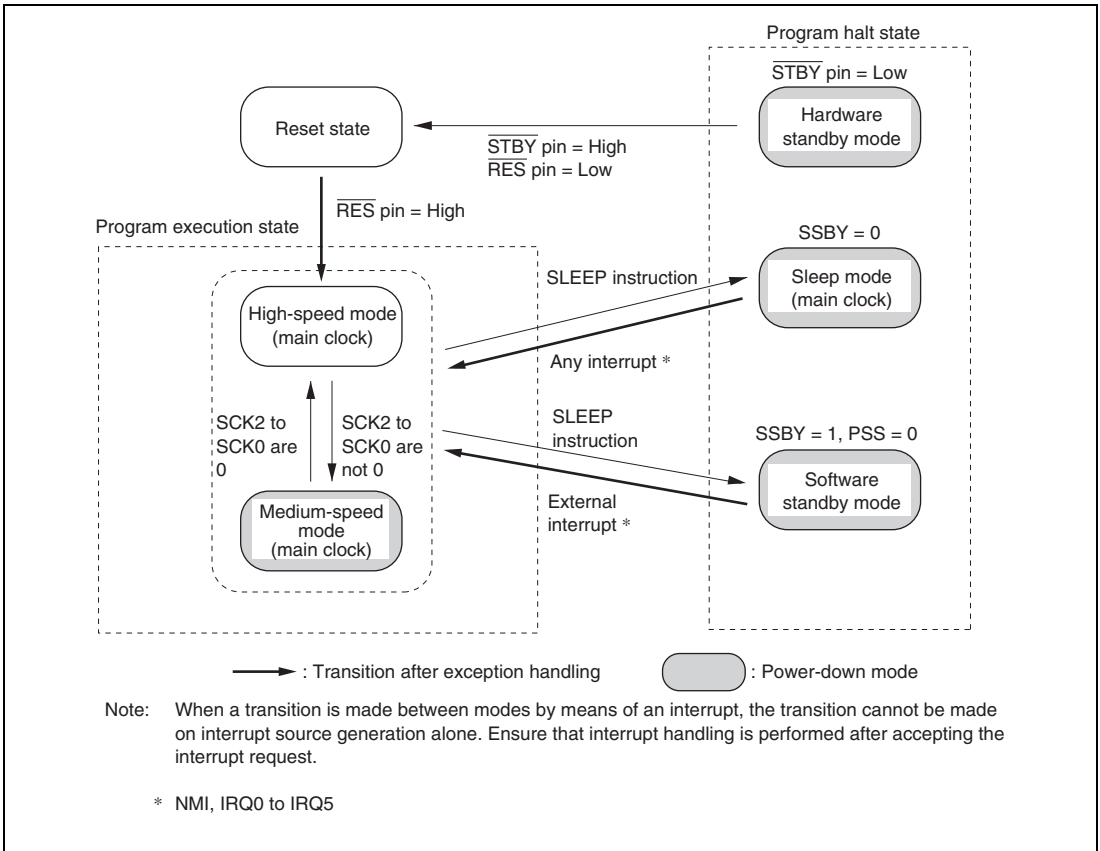 Program halt state
STBY pin = Low
Hardware
standby mode
Reset state
STBY pin = High
RES pin = Low
RES pin = High
Program execution state
SSBY = 0
Sleep mode
(main clock)
SLEEP instruction
High-speed mode
(main clock)
Any interrupt *
SCK2 to
SCK0 are
0
SCK2 to
SCK0 are
not 0
SLEEP
instruction
SSBY = 1, PSS = 0
Software
standby mode
External
interrupt *
Medium-speed
mode
(main clock)
: Transition after exception handling
: Power-down mode
Note: When a transition is made between modes by means of an interrupt, the transition cannot be made
on interrupt source generation alone. Ensure that interrupt handling is performed after accepting the
interrupt request.
* NMI, IRQ0 to IRQ5